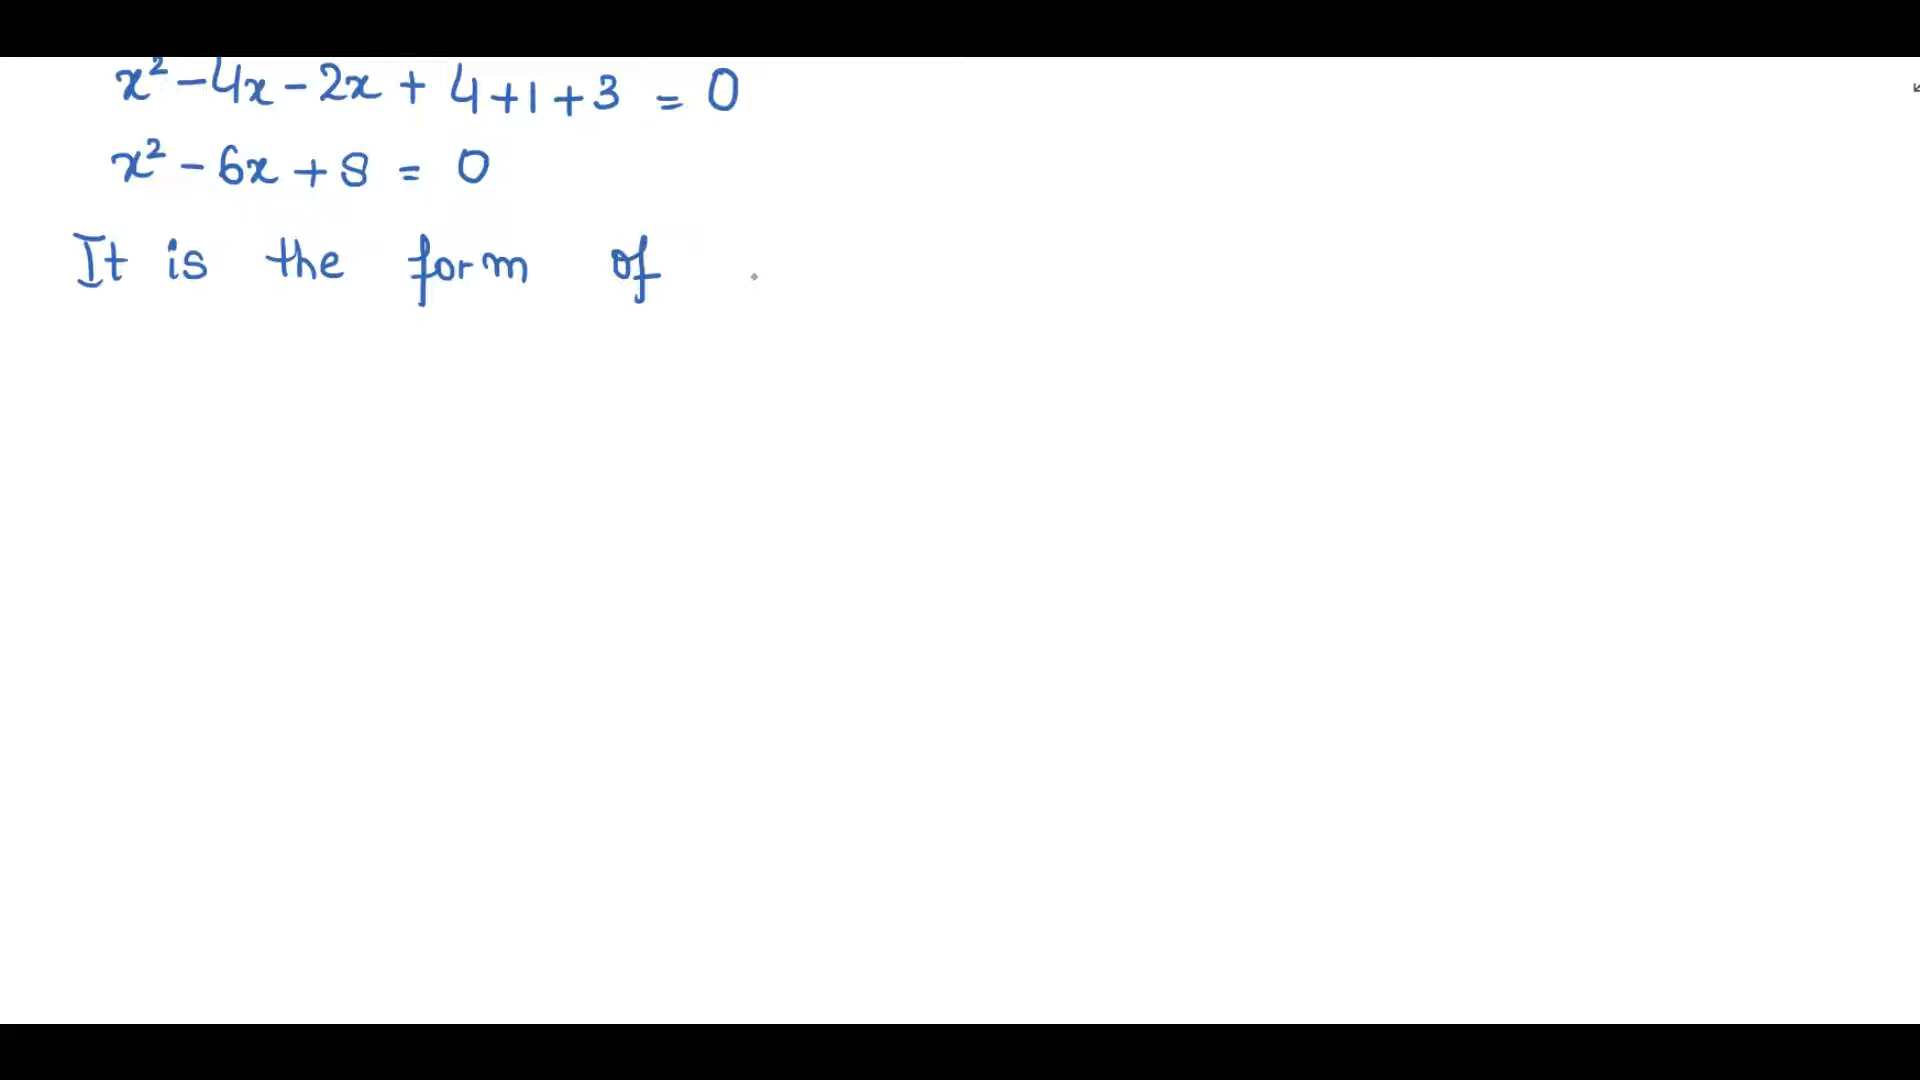 x² - 4x - 2x + 4 + 1 + 3 = 0
x² - 6x + 8 = 0
It is the form of